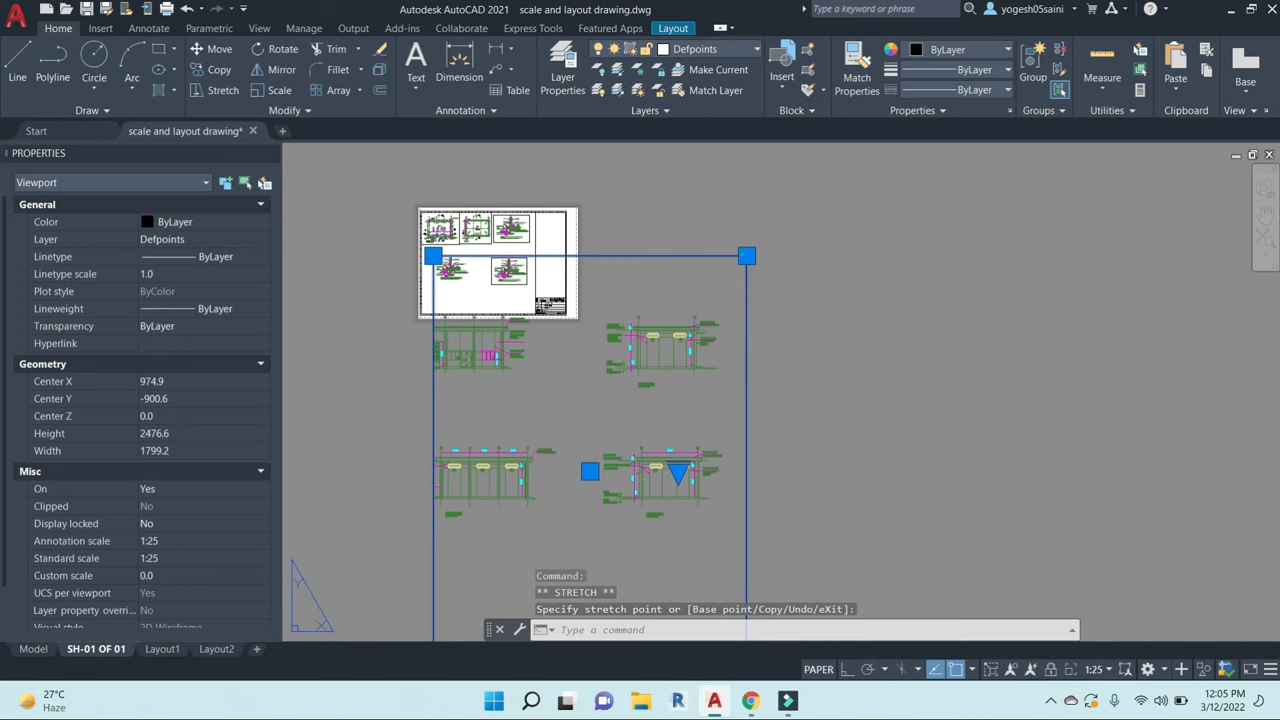 Autodesk AutoCAD 2021 scale and layout drawing.dwg Type a keyword or phrase yogesh05saini
Home Insert Annotate Parametric View Manage Output Add-ins Collaborate Express Tools Featured Apps Layout
Line Polyline Circle Arc
Move Rotate Trim
Copy Mirror Fillet
Stretch Scale Array
Text Dimension Table
Layer Properties
Defpoints
Make Current
Match Layer
Insert
Match Properties
ByLayer
ByLayer
ByLayer
Group Measure Paste Base
Draw Modify Annotation Layers Block Properties Groups Utilities Clipboard View
Start scale and layout drawing*
PROPERTIES
Viewport
General
Color ByLayer
Layer Defpoints
Linetype ByLayer
Linetype scale 1.0
Plot style ByColor
Lineweight ByLayer
Transparency ByLayer
Hyperlink
Geometry
Center X 974.9
Center Y -900.6
Center Z 0.0
Height 2476.6
Width 1799.2
Misc
On Yes
Clipped No
Display locked No
Annotation scale 1:25
Standard scale 1:25
Custom scale 0.0
UCS per viewport Yes
Layer property overri... No
Visual style 2D Wireframe
Y
X
Command:
** STRETCH **
Specify stretch point or [Base point/Copy/Undo/eXit]:
Type a command
Model SH-01 OF 01 Layout1 Layout2
PAPER 1:25
27°C
Haze
12:05 PM
3/12/2022